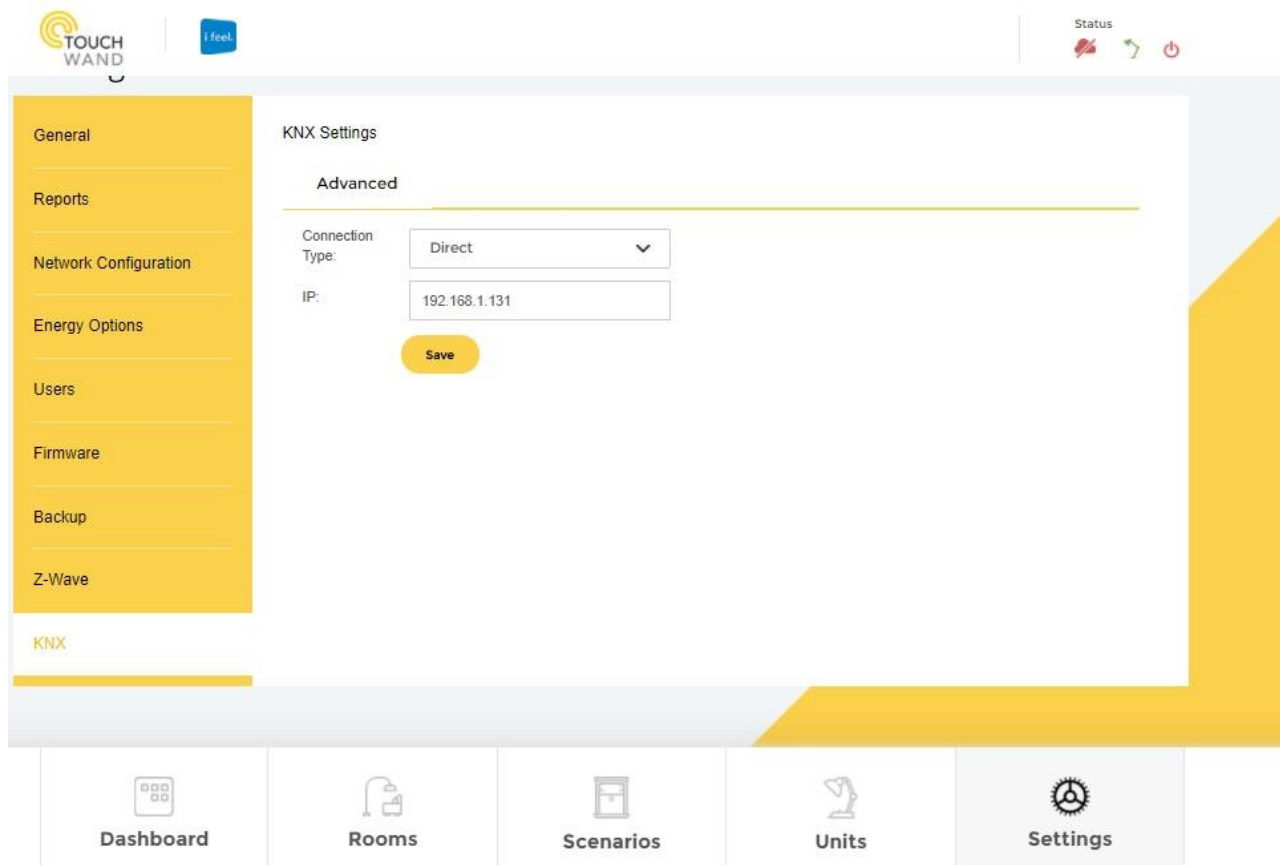 TOUCH
WAND
i feel.
Status
General
Reports
Network Configuration
Energy Options
Users
Firmware
Backup
Z-Wave
KNX
KNX Settings
Advanced
Connection
Type:
Direct
IP:
192.168.1.131
Save
Dashboard
Rooms
Scenarios
Units
Settings